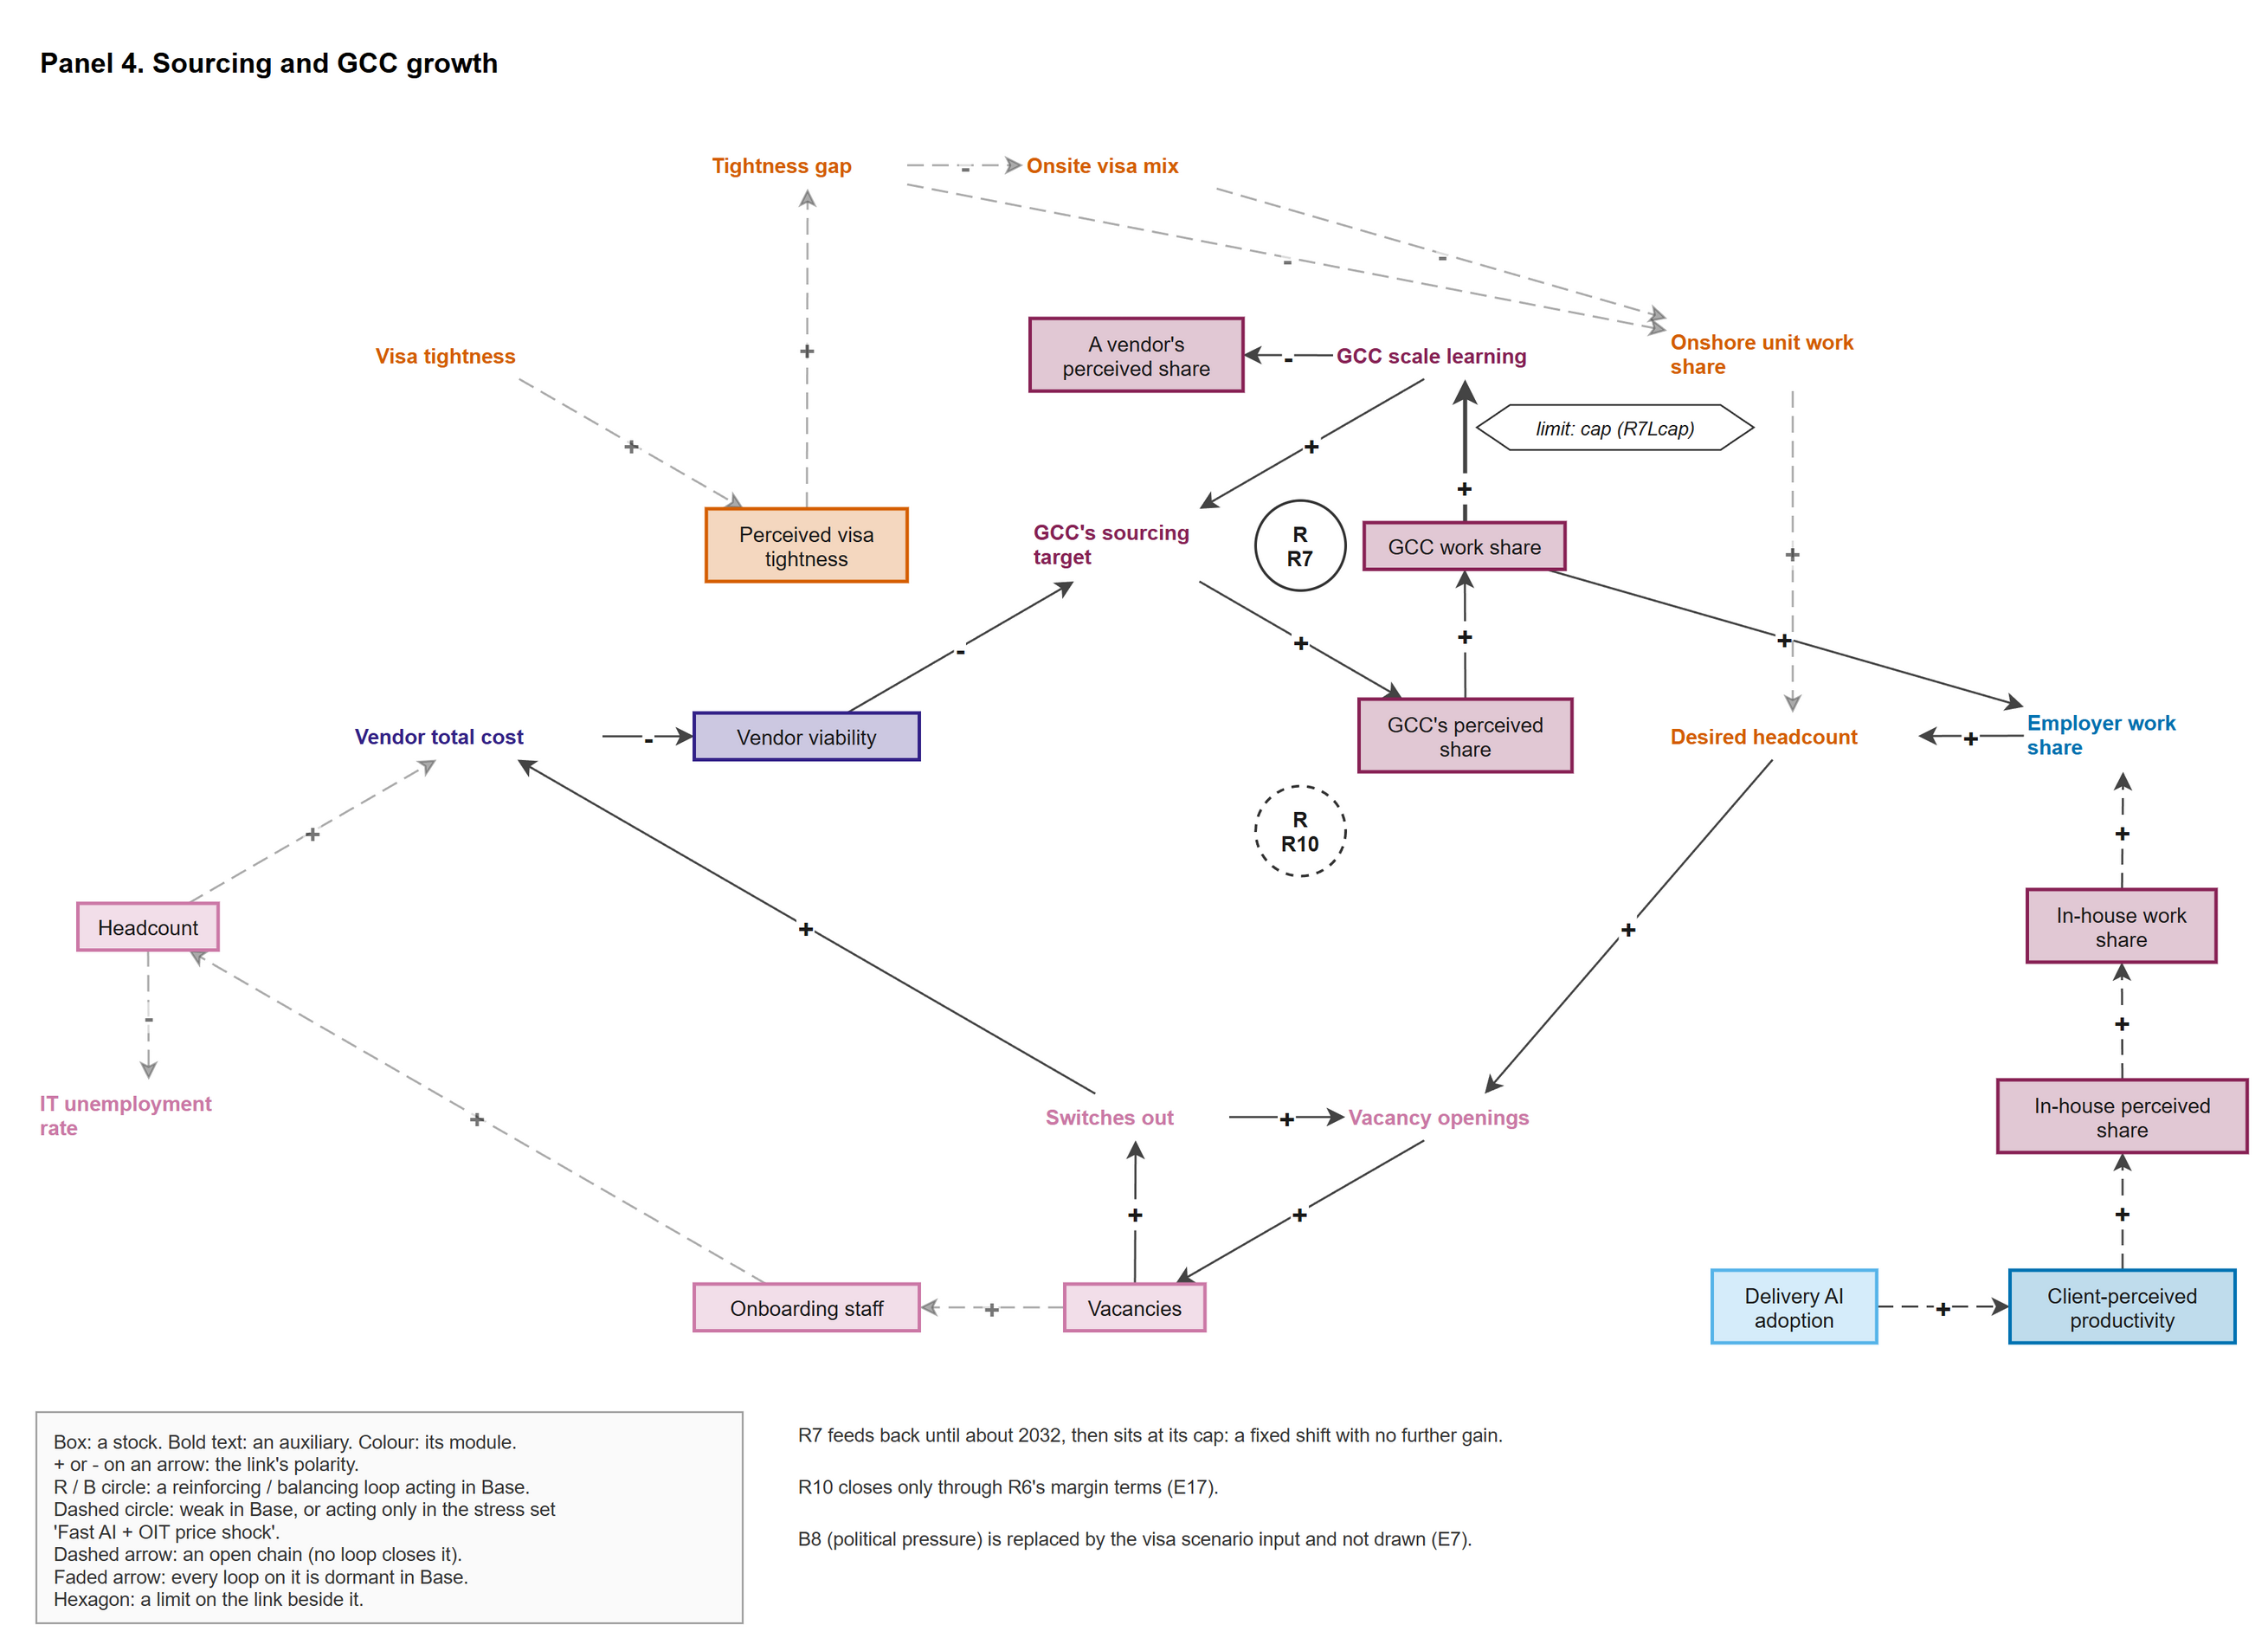 Panel 4. Sourcing and GCC growth
Tightness gap
-
Onsite visa mix
-
-
Visa tightness
+
A vendor's
perceived share
-
GCC scale learning
Onshore unit work
share
limit: cap (R7Lcap)
+
+
+
Perceived visa
tightness
GCC's sourcing
target
R
R7
GCC work share
+
-
+
+
+
Vendor total cost
-
Vendor viability
GCC's perceived
share
Desired headcount
+
Employer work
share
+
R
R10
+
Headcount
+
+
In-house work
share
-
+
IT unemployment
rate
+
Switches out
+
Vacancy openings
In-house perceived
share
+
+
+
Onboarding staff
+
Vacancies
Delivery AI
adoption
+
Client-perceived
productivity
Box: a stock. Bold text: an auxiliary. Colour: its module.
+ or - on an arrow: the link's polarity.
R / B circle: a reinforcing / balancing loop acting in Base.
Dashed circle: weak in Base, or acting only in the stress set
'Fast AI + OIT price shock'.
Dashed arrow: an open chain (no loop closes it).
Faded arrow: every loop on it is dormant in Base.
Hexagon: a limit on the link beside it.
R7 feeds back until about 2032, then sits at its cap: a fixed shift with no further gain.
R10 closes only through R6's margin terms (E17).
B8 (political pressure) is replaced by the visa scenario input and not drawn (E7).